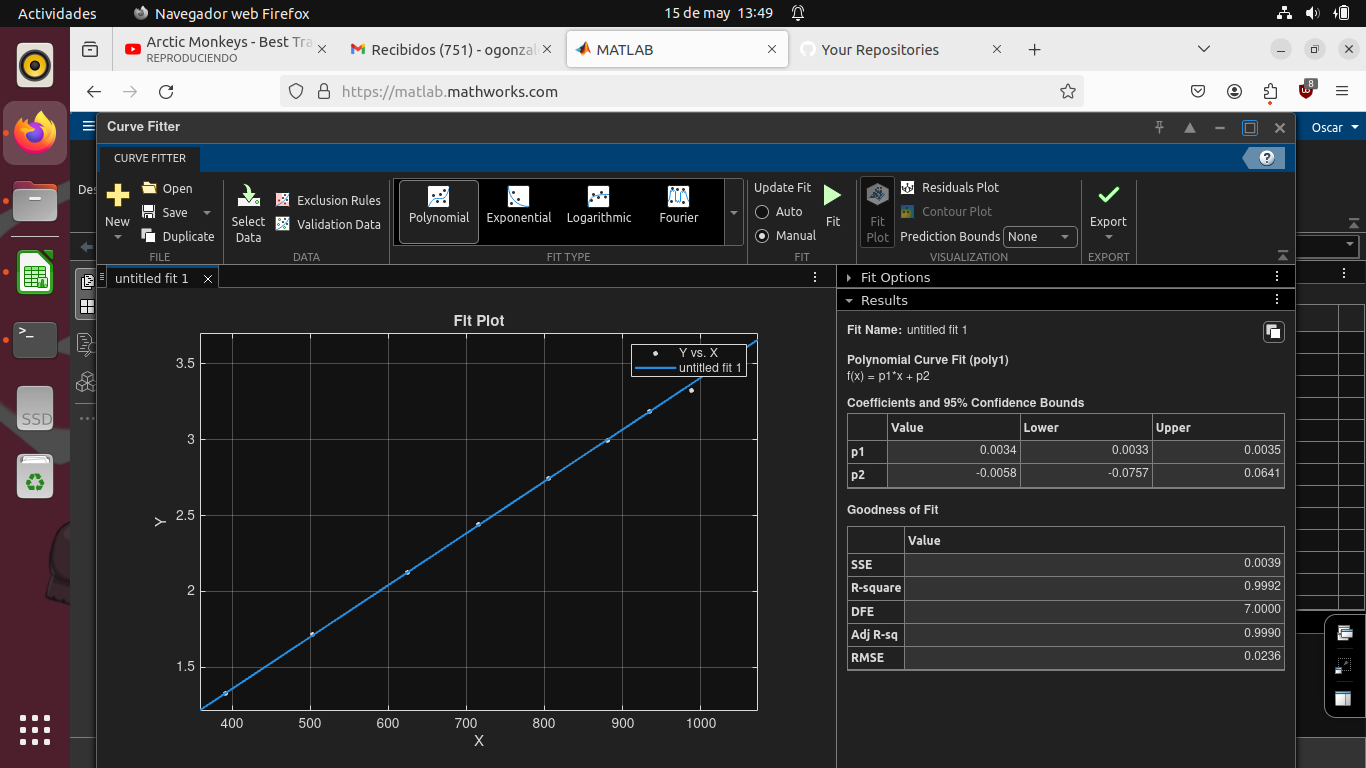 Actividades
Navegador web Firefox
15 de may 13:49
Arctic Monkeys - Best Tra
REPRODUCIENDO
Recibidos (751) - ogonzal
MATLAB
Your Repositories
https://matlab.mathworks.com
8
Curve Fitter
Oscar
CURVE FITTER
?
Des
New
Open
Save
Duplicate
FILE
Select
Data
Exclusion Rules
Validation Data
DATA
Polynomial
Exponential
Logarithmic
Fourier
FIT TYPE
Update Fit
Auto
Manual
Fit
FIT
Fit
Plot
Residuals Plot
Contour Plot
Prediction Bounds
None
VISUALIZATION
Export
EXPORT
untitled fit 1
Fit Options
Results
Fit Plot
Y vs. X
untitled fit 1
3.5
3
2.5
2
1.5
Y
400
500
600
700
800
900
1000
X
Fit Name: untitled fit 1
Polynomial Curve Fit (poly1)
f(x) = p1*x + p2
Coefficients and 95% Confidence Bounds
Value Lower Upper
p1 0.0034 0.0033 0.0035
p2 -0.0058 -0.0757 0.0641
Goodness of Fit
Value
SSE 0.0039
R-square 0.9992
DFE 7.0000
Adj R-sq 0.9990
RMSE 0.0236
SSD